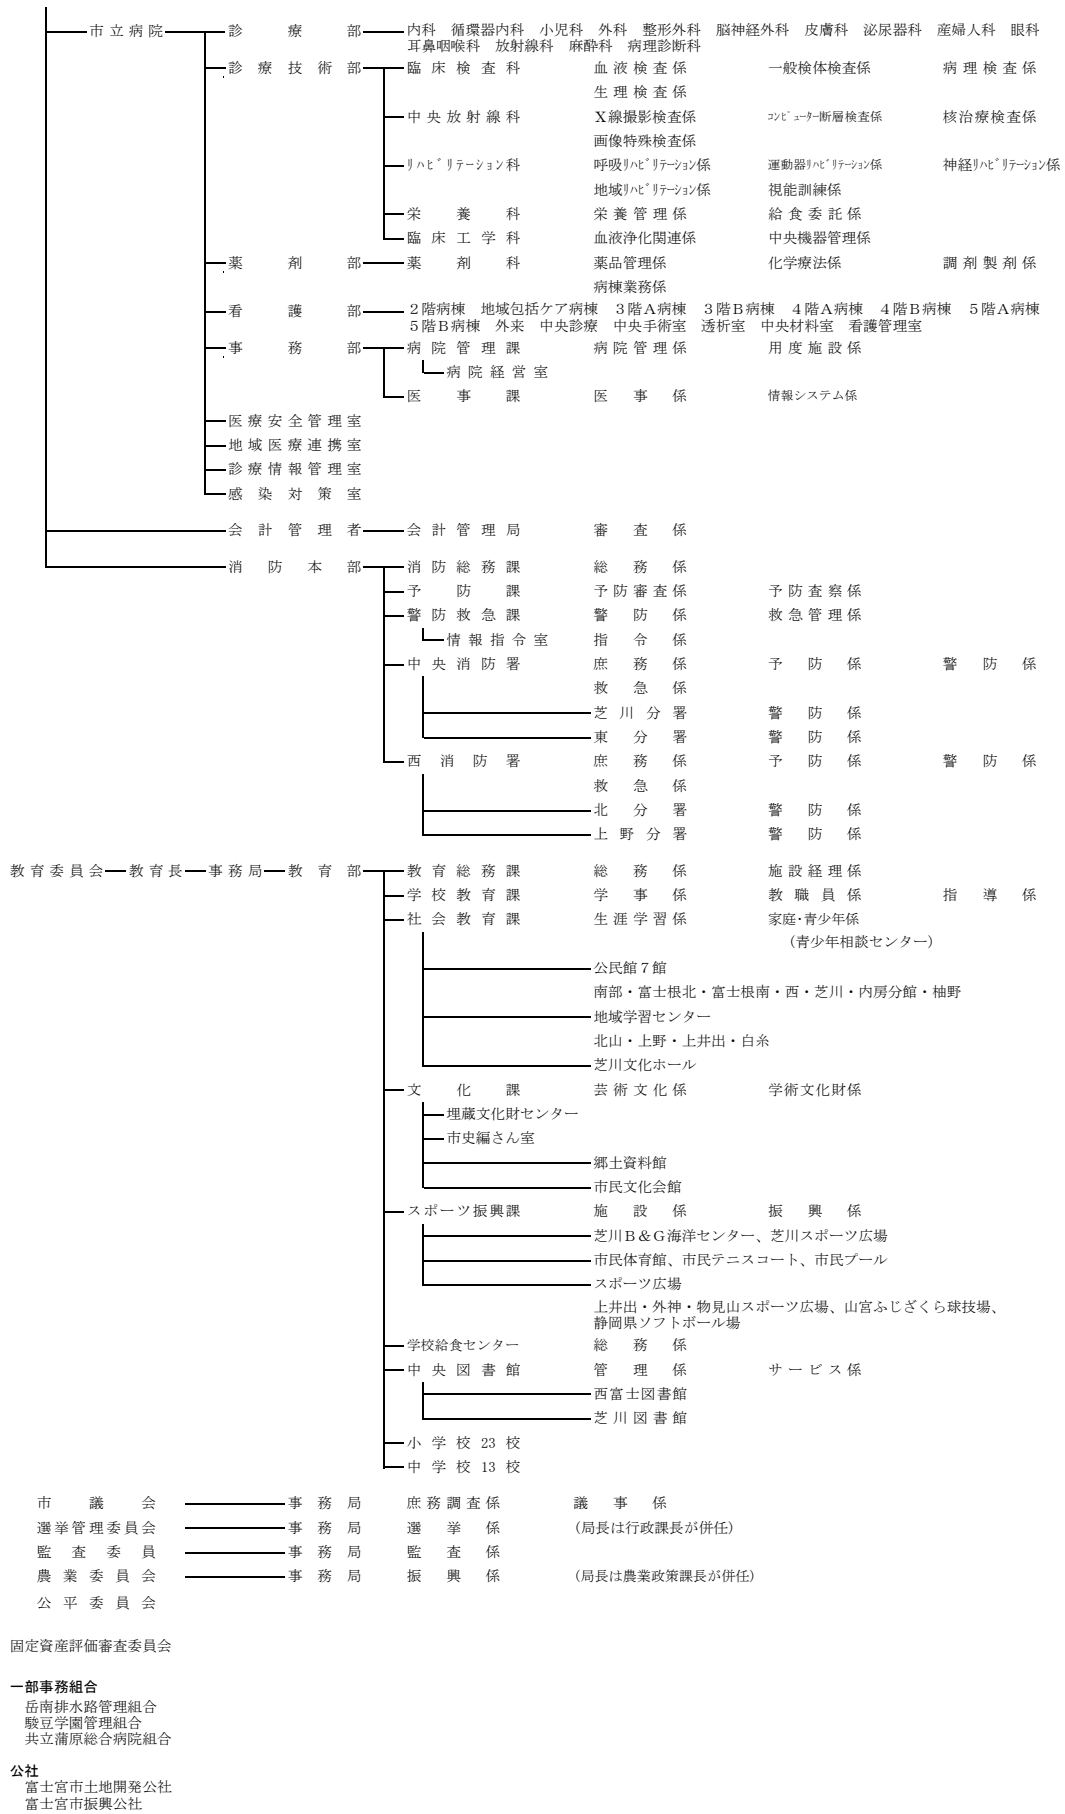 市立病院 診療部 内科 循環器内科 小児科 外科 整形外科 脳神経外科 皮膚科 泌尿器科 産婦人科 眼科
耳鼻咽喉科 放射線科 麻酔科 病理診断科
診療技術部 臨床検査科 血液検査係 一般検体検査係 病理検査係
生理検査係
中央放射線科 Ｘ線撮影検査係 ｺﾝﾋﾟｭｰﾀｰ断層検査係 核治療検査係
画像特殊検査係
ﾘﾊﾋﾞﾘﾃｰｼｮﾝ科 呼吸ﾘﾊﾋﾞﾘﾃｰｼｮﾝ係 運動器ﾘﾊﾋﾞﾘﾃｰｼｮﾝ係 神経ﾘﾊﾋﾞﾘﾃｰｼｮﾝ係
地域ﾘﾊﾋﾞﾘﾃｰｼｮﾝ係 視能訓練係
栄養科 栄養管理係 給食委託係
臨床工学科 血液浄化関連係 中央機器管理係
薬剤部 薬剤科 薬品管理係 化学療法係 調剤製剤係
病棟業務係
看護部 ２階病棟 地域包括ケア病棟 ３階Ａ病棟 ３階Ｂ病棟 ４階Ａ病棟 ４階Ｂ病棟 ５階Ａ病棟
５階Ｂ病棟 外来 中央診療 中央手術室 透析室 中央材料室 看護管理室
事務部 病院管理課 病院管理係 用度施設係
病院経営室
医事課 医事係 情報システム係
医療安全管理室
地域医療連携室
診療情報管理室
感染対策室
会計管理者 会計管理局 審査係
消防本部 消防総務課 総務係
予防課 予防審査係 予防査察係
警防救急課 警防係 救急管理係
情報指令室 指令係
中央消防署 庶務係 予防係 警防係
救急係
芝川分署 警防係
東分署 警防係
西消防署 庶務係 予防係 警防係
救急係
北分署 警防係
上野分署 警防係
教育委員会 教育長 事務局 教育部 教育総務課 総務係 施設経理係
学校教育課 学事係 教職員係 指導係
社会教育課 生涯学習係 家庭・青少年係
（青少年相談センター）
公民館７館
南部・富士根北・富士根南・西・芝川・内房分館・柚野
地域学習センター
北山・上野・上井出・白糸
芝川文化ホール
文化課 芸術文化係 学術文化財係
埋蔵文化財センター
市史編さん室
郷土資料館
市民文化会館
スポーツ振興課 施設係 振興係
芝川Ｂ＆Ｇ海洋センター、芝川スポーツ広場
市民体育館、市民テニスコート、市民プール
スポーツ広場
上井出・外神・物見山スポーツ広場、山宮ふじざくら球技場、
静岡県ソフトボール場
学校給食センター 総務係
中央図書館 管理係 サービス係
西富士図書館
芝川図書館
小学校23校
中学校13校
市議会 事務局 庶務調査係 議事係
選挙管理委員会 事務局 選挙係 （局長は行政課長が併任）
監査委員 事務局 監査係
農業委員会 事務局 振興係 （局長は農業政策課長が併任）
公平委員会
固定資産評価審査委員会
一部事務組合
岳南排水路管理組合
駿豆学園管理組合
共立蒲原総合病院組合
公社
富士宮市土地開発公社
富士宮市振興公社